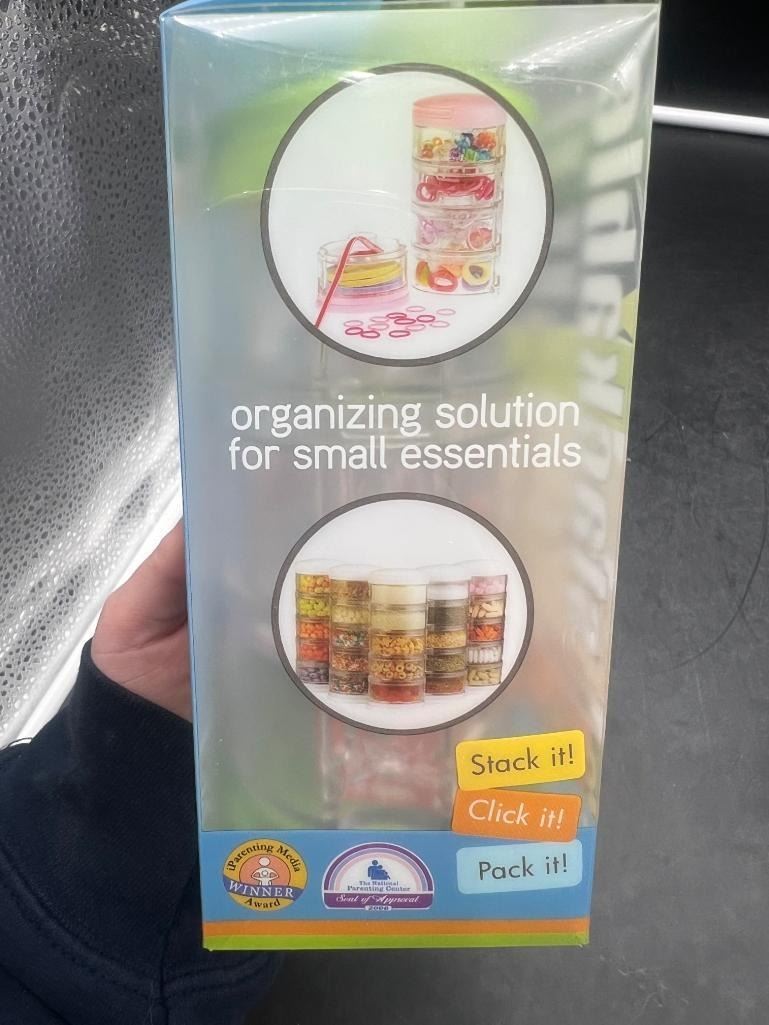 organizing solution
for small essentials
Stack it!
Click it!
Pack it!
iParenting Media
WINNER
Award
The National
Parenting Center
Seal of Approval
2006